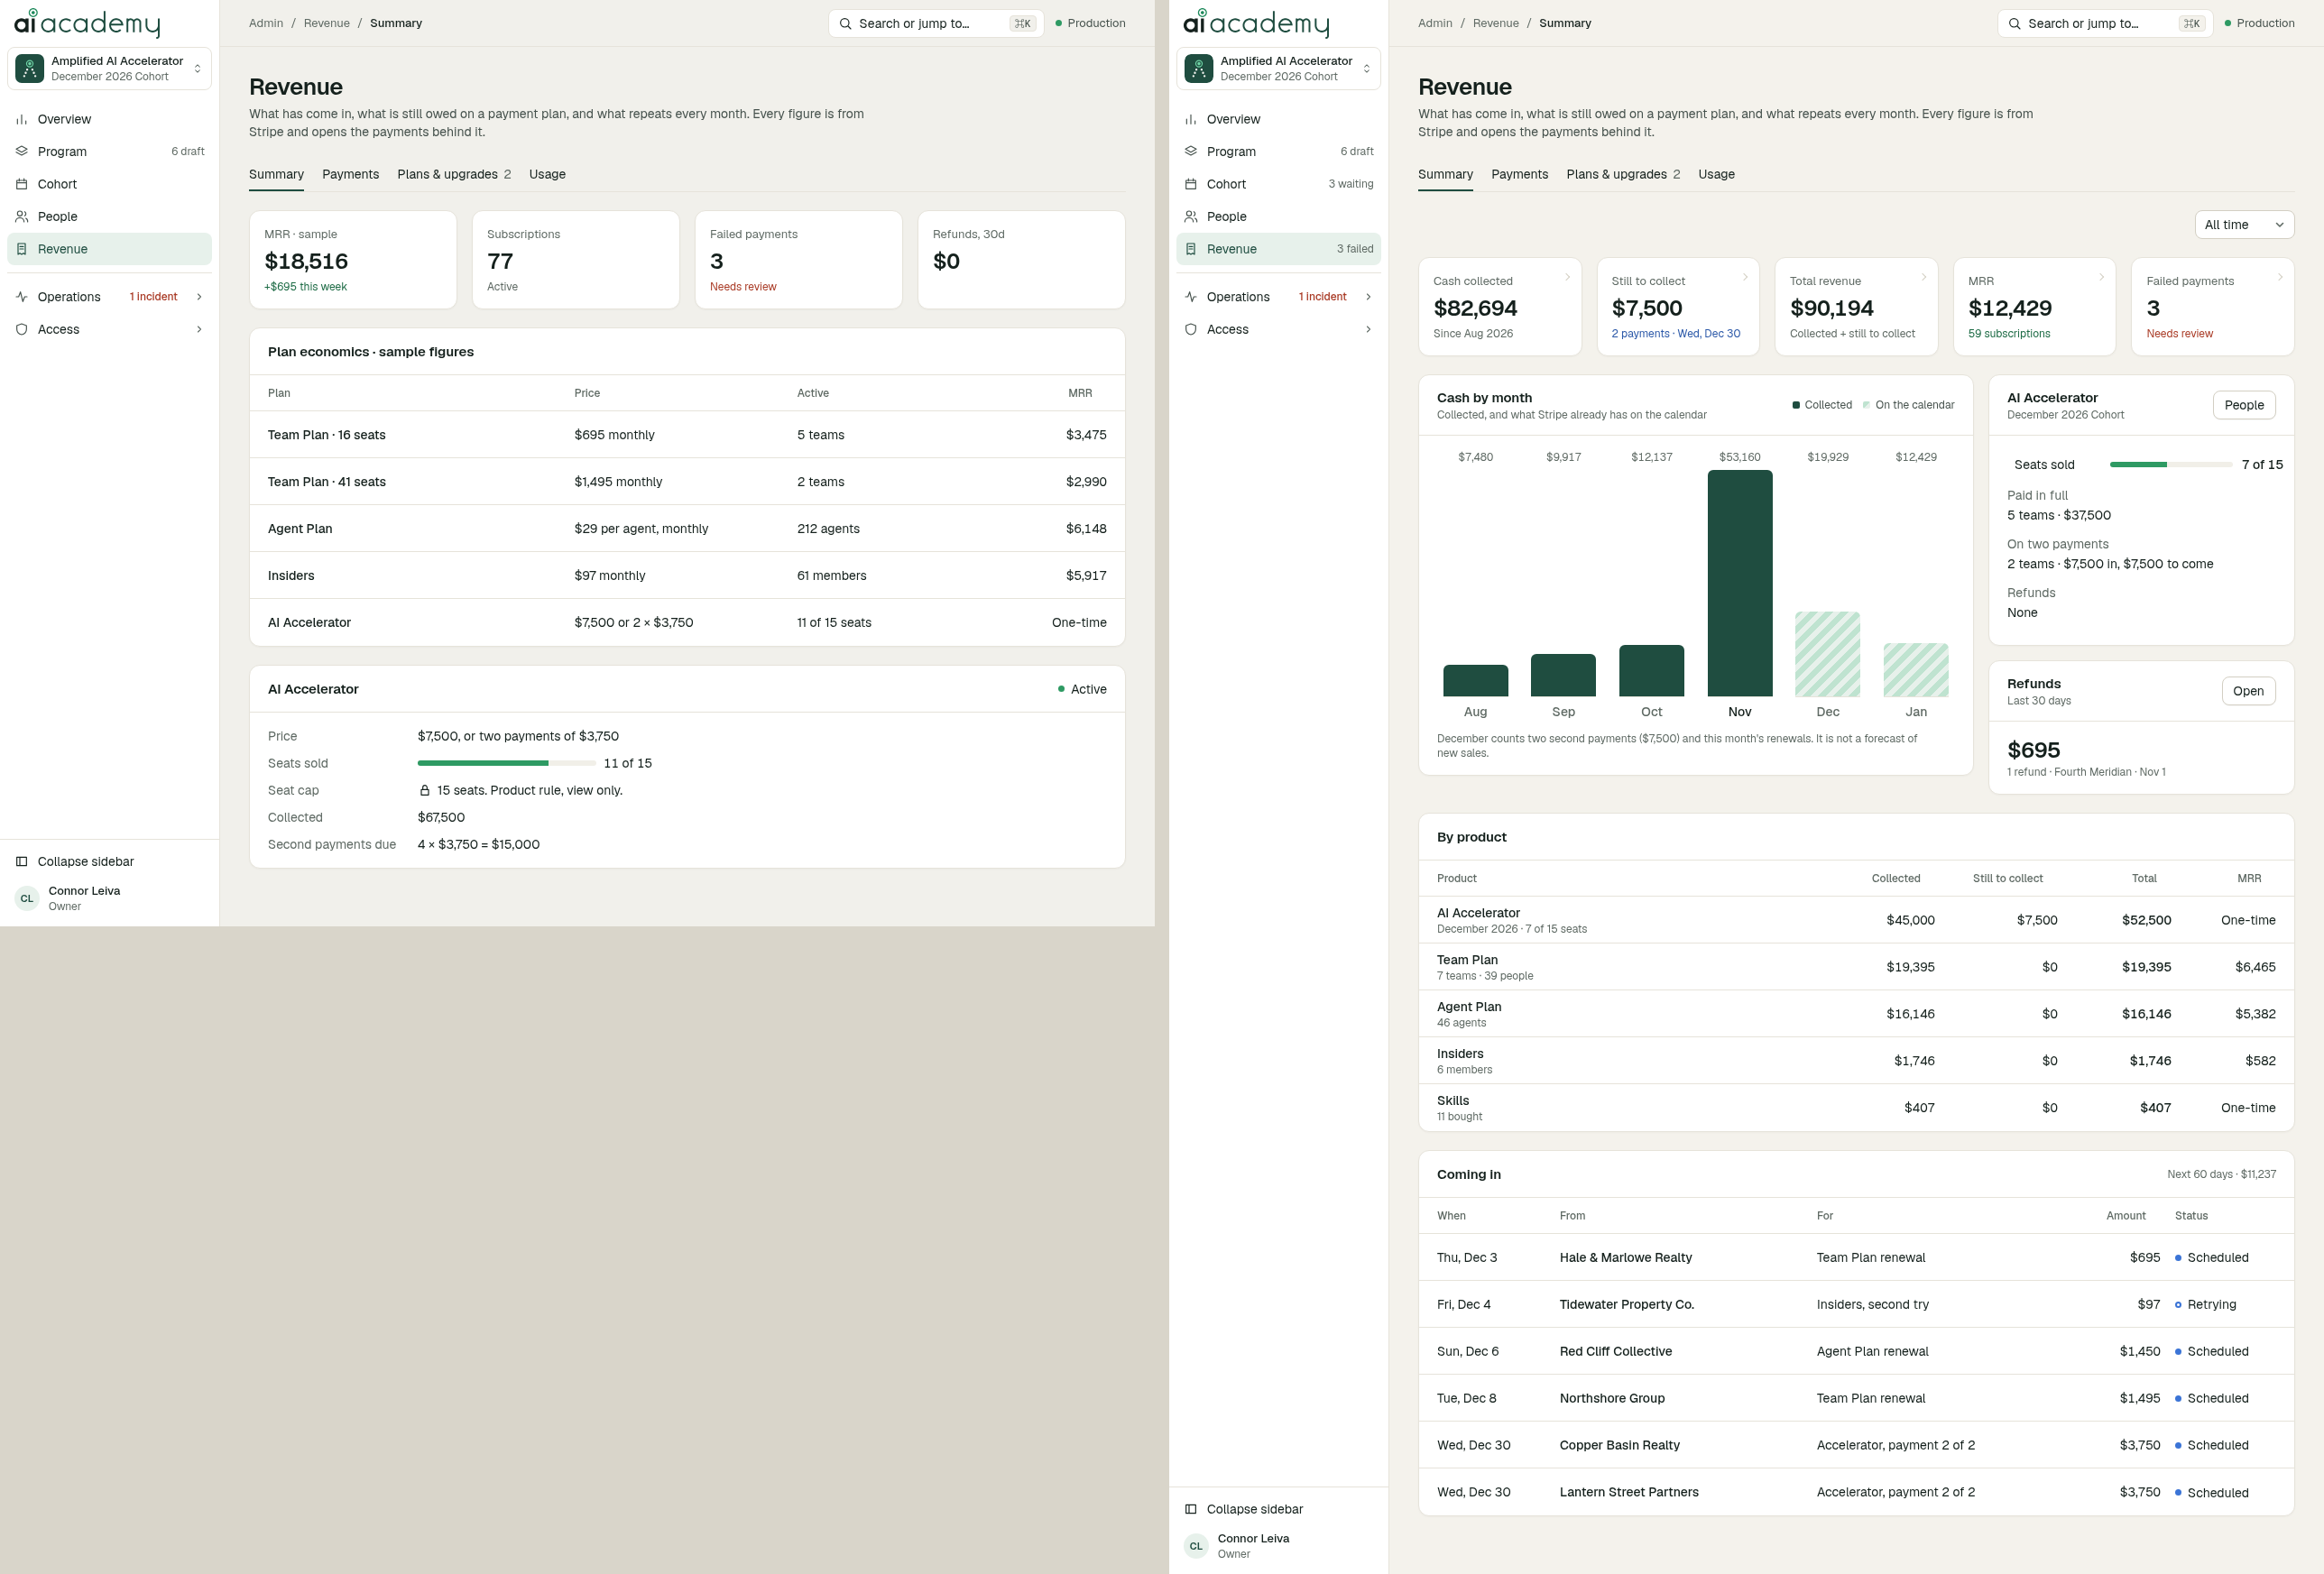 ai academy
Amplified AI Accelerator
December 2026 Cohort
Overview
Program 6 draft
Cohort
People
Revenue
Operations 1 incident
Access
Collapse sidebar
CL
Connor Leiva
Owner
Admin / Revenue / Summary
Search or jump to... ⌘K
Production
Revenue
What has come in, what is still owed on a payment plan, and what repeats every month. Every figure is from
Stripe and opens the payments behind it.
Summary Payments Plans & upgrades 2 Usage
MRR · sample
$18,516
+$695 this week
Subscriptions
77
Active
Failed payments
3
Needs review
Refunds, 30d
$0
Plan economics · sample figures
Plan Price Active MRR
Team Plan · 16 seats $695 monthly 5 teams $3,475
Team Plan · 41 seats $1,495 monthly 2 teams $2,990
Agent Plan $29 per agent, monthly 212 agents $6,148
Insiders $97 monthly 61 members $5,917
AI Accelerator $7,500 or 2 × $3,750 11 of 15 seats One-time
AI Accelerator Active
Price $7,500, or two payments of $3,750
Seats sold 11 of 15
Seat cap 15 seats. Product rule, view only.
Collected $67,500
Second payments due 4 × $3,750 = $15,000
ai academy
Amplified AI Accelerator
December 2026 Cohort
Overview
Program 6 draft
Cohort 3 waiting
People
Revenue 3 failed
Operations 1 incident
Access
Collapse sidebar
CL
Connor Leiva
Owner
Admin / Revenue / Summary
Search or jump to... ⌘K
Production
Revenue
What has come in, what is still owed on a payment plan, and what repeats every month. Every figure is from
Stripe and opens the payments behind it.
Summary Payments Plans & upgrades 2 Usage
All time
Cash collected
$82,694
Since Aug 2026
Still to collect
$7,500
2 payments · Wed, Dec 30
Total revenue
$90,194
Collected + still to collect
MRR
$12,429
59 subscriptions
Failed payments
3
Needs review
Cash by month
Collected, and what Stripe already has on the calendar
Collected On the calendar
$7,480 $9,917 $12,137 $53,160 $19,929 $12,429
Aug Sep Oct Nov Dec Jan
December counts two second payments ($7,500) and this month's renewals. It is not a forecast of
new sales.
AI Accelerator
December 2026 Cohort
People
Seats sold 7 of 15
Paid in full
5 teams · $37,500
On two payments
2 teams · $7,500 in, $7,500 to come
Refunds
None
Refunds
Last 30 days
Open
$695
1 refund · Fourth Meridian · Nov 1
By product
Product Collected Still to collect Total MRR
AI Accelerator
December 2026 · 7 of 15 seats
$45,000 $7,500 $52,500 One-time
Team Plan
7 teams · 39 people
$19,395 $0 $19,395 $6,465
Agent Plan
46 agents
$16,146 $0 $16,146 $5,382
Insiders
6 members
$1,746 $0 $1,746 $582
Skills
11 bought
$407 $0 $407 One-time
Coming in Next 60 days · $11,237
When From For Amount Status
Thu, Dec 3 Hale & Marlowe Realty Team Plan renewal $695 Scheduled
Fri, Dec 4 Tidewater Property Co. Insiders, second try $97 Retrying
Sun, Dec 6 Red Cliff Collective Agent Plan renewal $1,450 Scheduled
Tue, Dec 8 Northshore Group Team Plan renewal $1,495 Scheduled
Wed, Dec 30 Copper Basin Realty Accelerator, payment 2 of 2 $3,750 Scheduled
Wed, Dec 30 Lantern Street Partners Accelerator, payment 2 of 2 $3,750 Scheduled